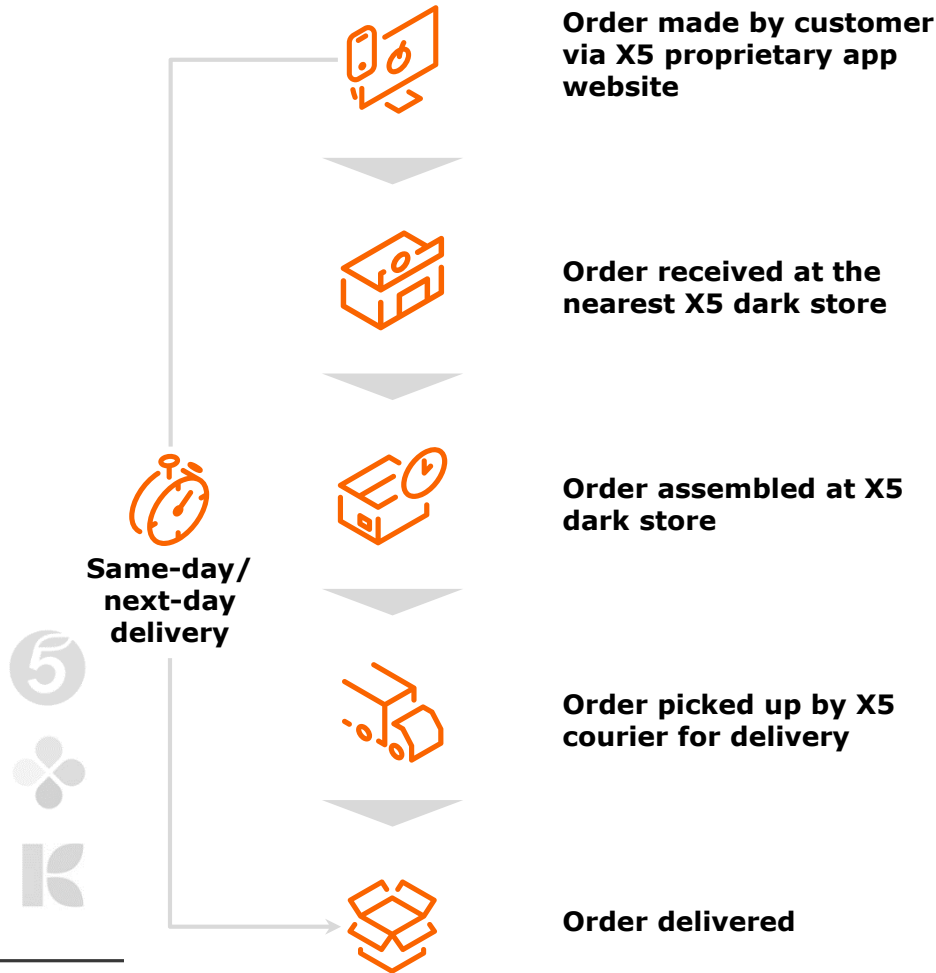 Order made by customer
via X5 proprietary app
website
Order received at the
nearest X5 dark store
Order assembled at X5
dark store
Same-day/
next-day
delivery
5
Order picked up by X5
courier for delivery
K
Order delivered